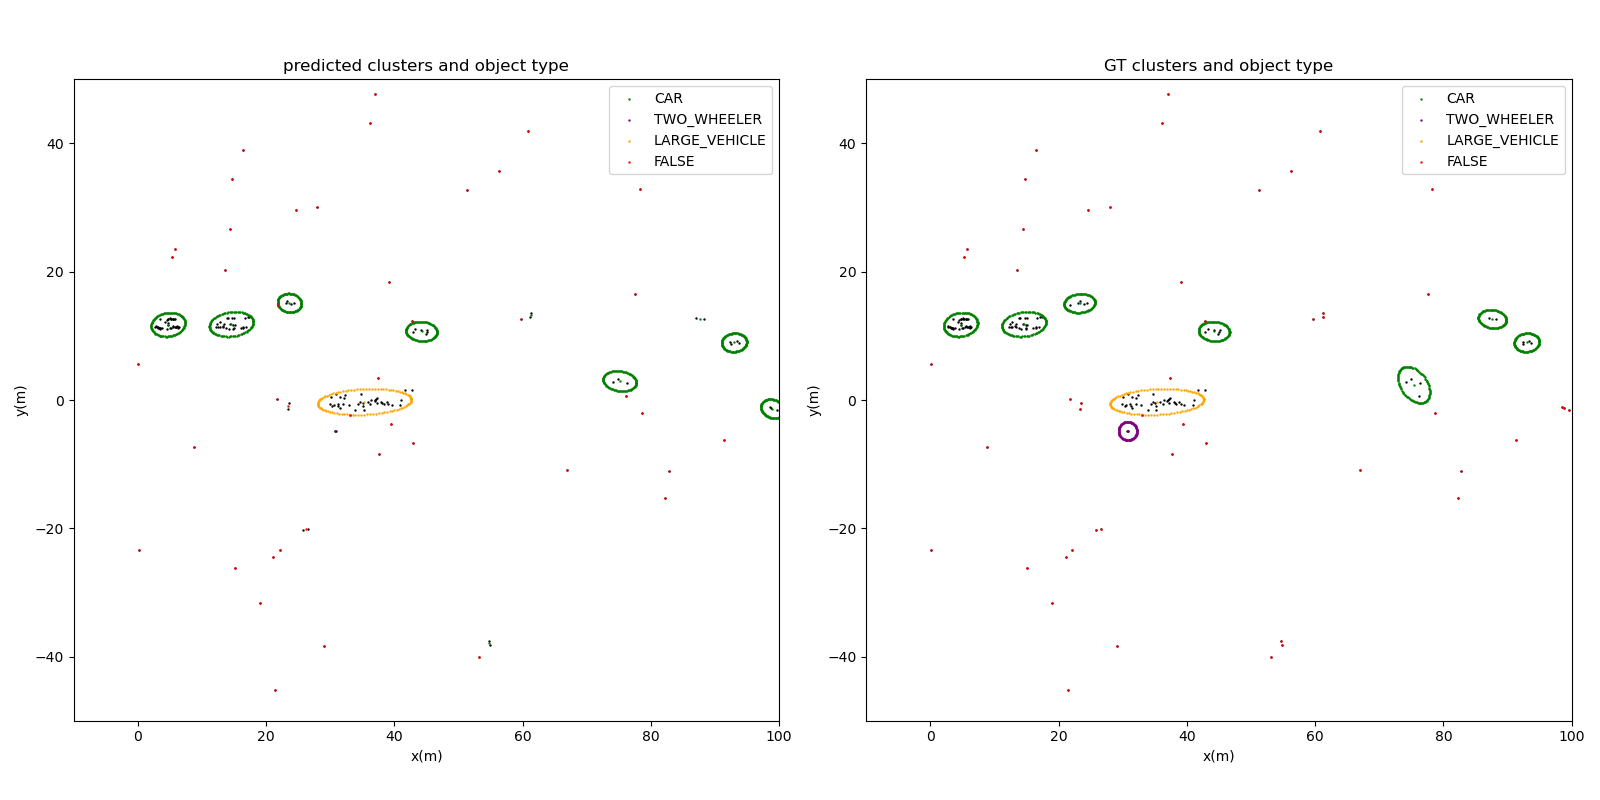 predicted clusters and object type
CAR
TWO_WHEELER
LARGE_VEHICLE
FALSE
40
20
0
−20
−40
y(m)
0
20
40
60
80
100
x(m)
GT clusters and object type
CAR
TWO_WHEELER
LARGE_VEHICLE
FALSE
40
20
0
−20
−40
y(m)
0
20
40
60
80
100
x(m)